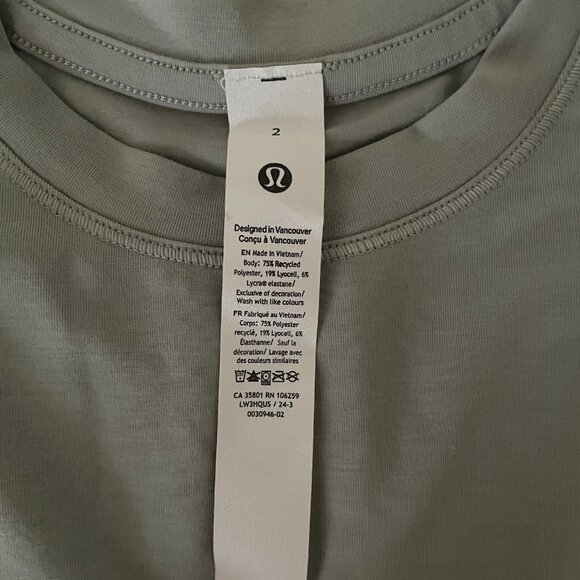 2
Designed in Vancouver
Conçu à Vancouver
EN Made in Vietnam/
Body: 75% Recycled
Polyester, 19% Lyocell, 6%
Lycra® elastane/
Exclusive of decoration/
Wash with like colours
FR Fabriqué au Vietnam/
Corps: 75% Polyester
recyclé, 19% Lyocell, 6%
Élasthanne/ Sauf la
décoration/ Lavage avec
des couleurs similaires
CA 35801 RN 106259
LW3HQUS / 24-3
0030946-02